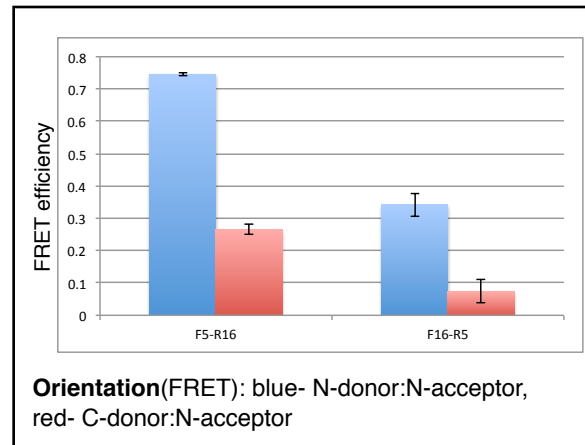 0.8
0.7
0.6
0.5
0.4
0.3
0.2
0.1
0
FRET efficiency
F5-R16 F16-R5
Orientation(FRET): blue- N-donor:N-acceptor,
red- C-donor:N-acceptor